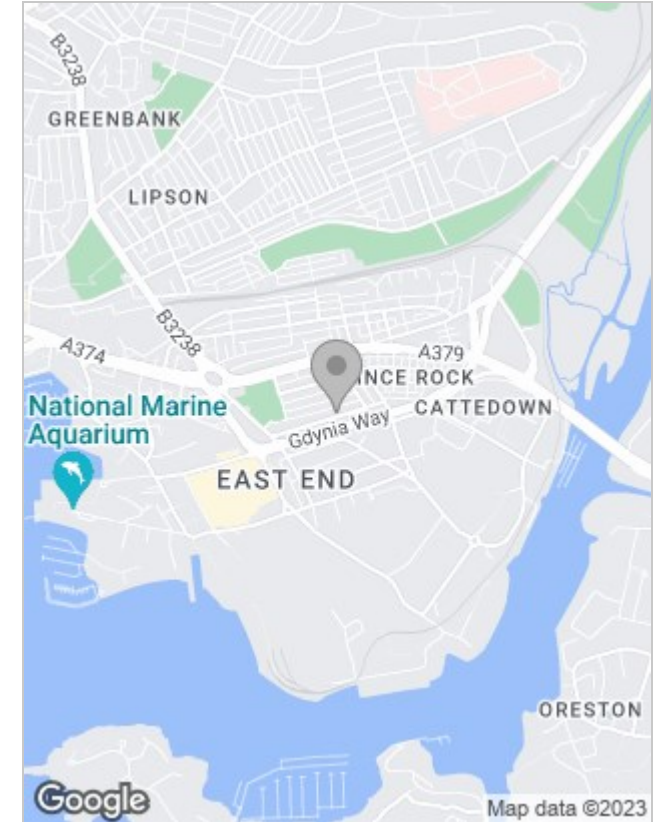 B3238
GREENBANK
LIPSON
B3238
A374
A379
INCE ROCK
National Marine
Aquarium
CATTEDOWN
Gdynia Way
EAST END
ORESTON
Google
Map data ©2023